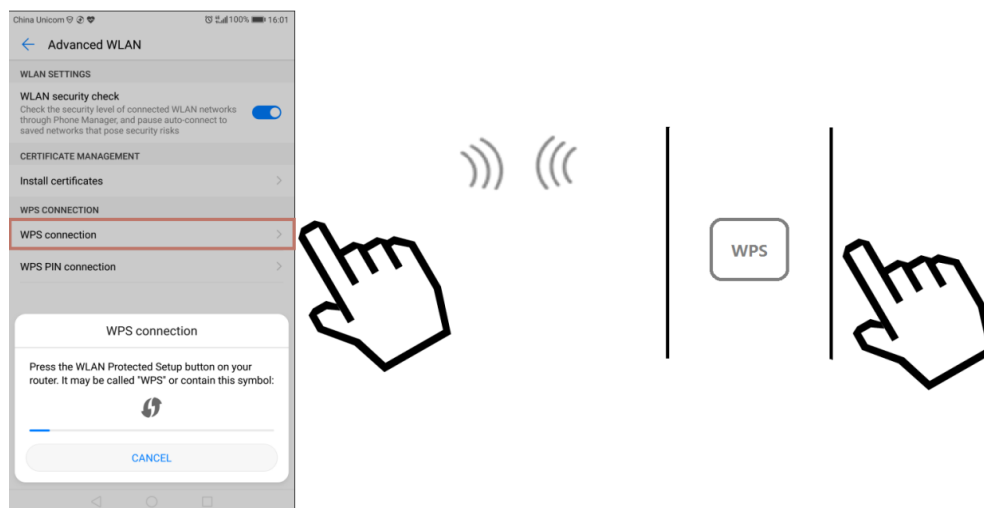 China Unicom 100% 16:01
Advanced WLAN
WLAN SETTINGS
WLAN security check
Check the security level of connected WLAN networks
through Phone Manager, and pause auto-connect to
saved networks that pose security risks
CERTIFICATE MANAGEMENT
Install certificates
WPS CONNECTION
WPS connection
WPS PIN connection
WPS connection
Press the WLAN Protected Setup button on your
router. It may be called "WPS" or contain this symbol:
CANCEL
WPS